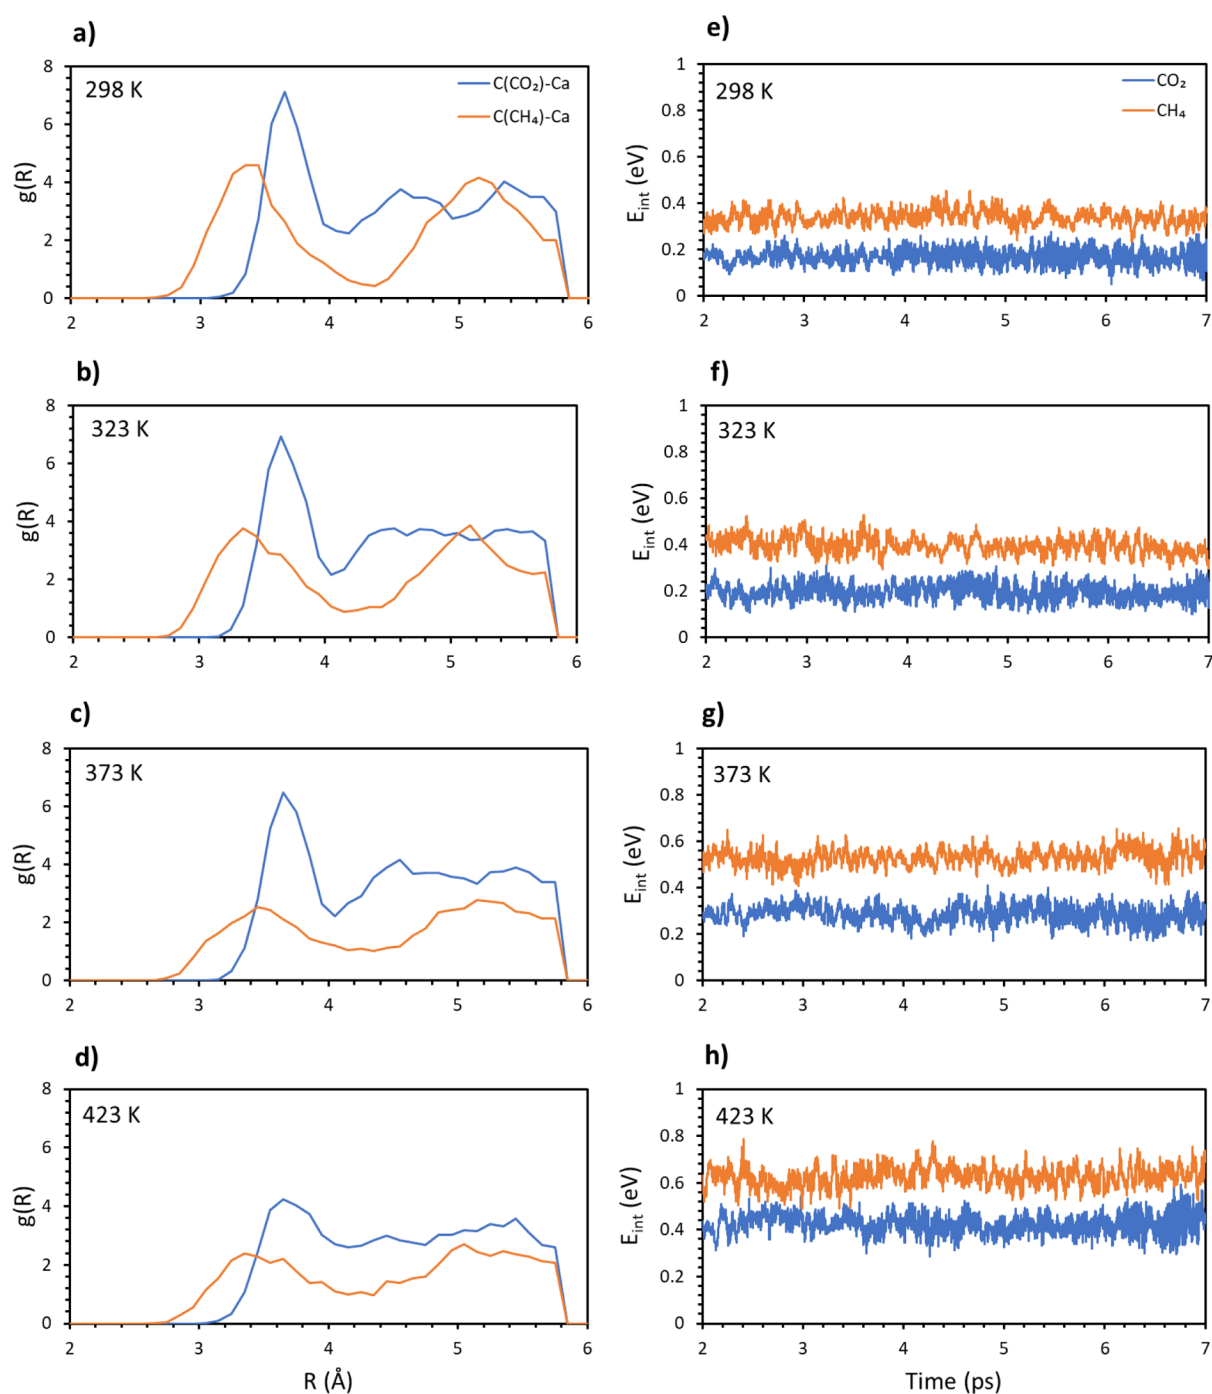 a)
8
6
4
2
0
298 K
C(CO₂)-Ca
C(CH₄)-Ca
g(R)
2 3 4 5 6
e)
1
0.8
0.6
0.4
0.2
0
298 K
CO₂
CH₄
E_int (eV)
2 3 4 5 6 7
b)
8
6
4
2
0
323 K
g(R)
2 3 4 5 6
f)
1
0.8
0.6
0.4
0.2
0
323 K
E_int (eV)
2 3 4 5 6 7
c)
8
6
4
2
0
373 K
g(R)
2 3 4 5 6
g)
1
0.8
0.6
0.4
0.2
0
373 K
E_int (eV)
2 3 4 5 6 7
d)
8
6
4
2
0
423 K
g(R)
2 3 4 5 6
R (Å)
h)
1
0.8
0.6
0.4
0.2
0
423 K
E_int (eV)
2 3 4 5 6 7
Time (ps)